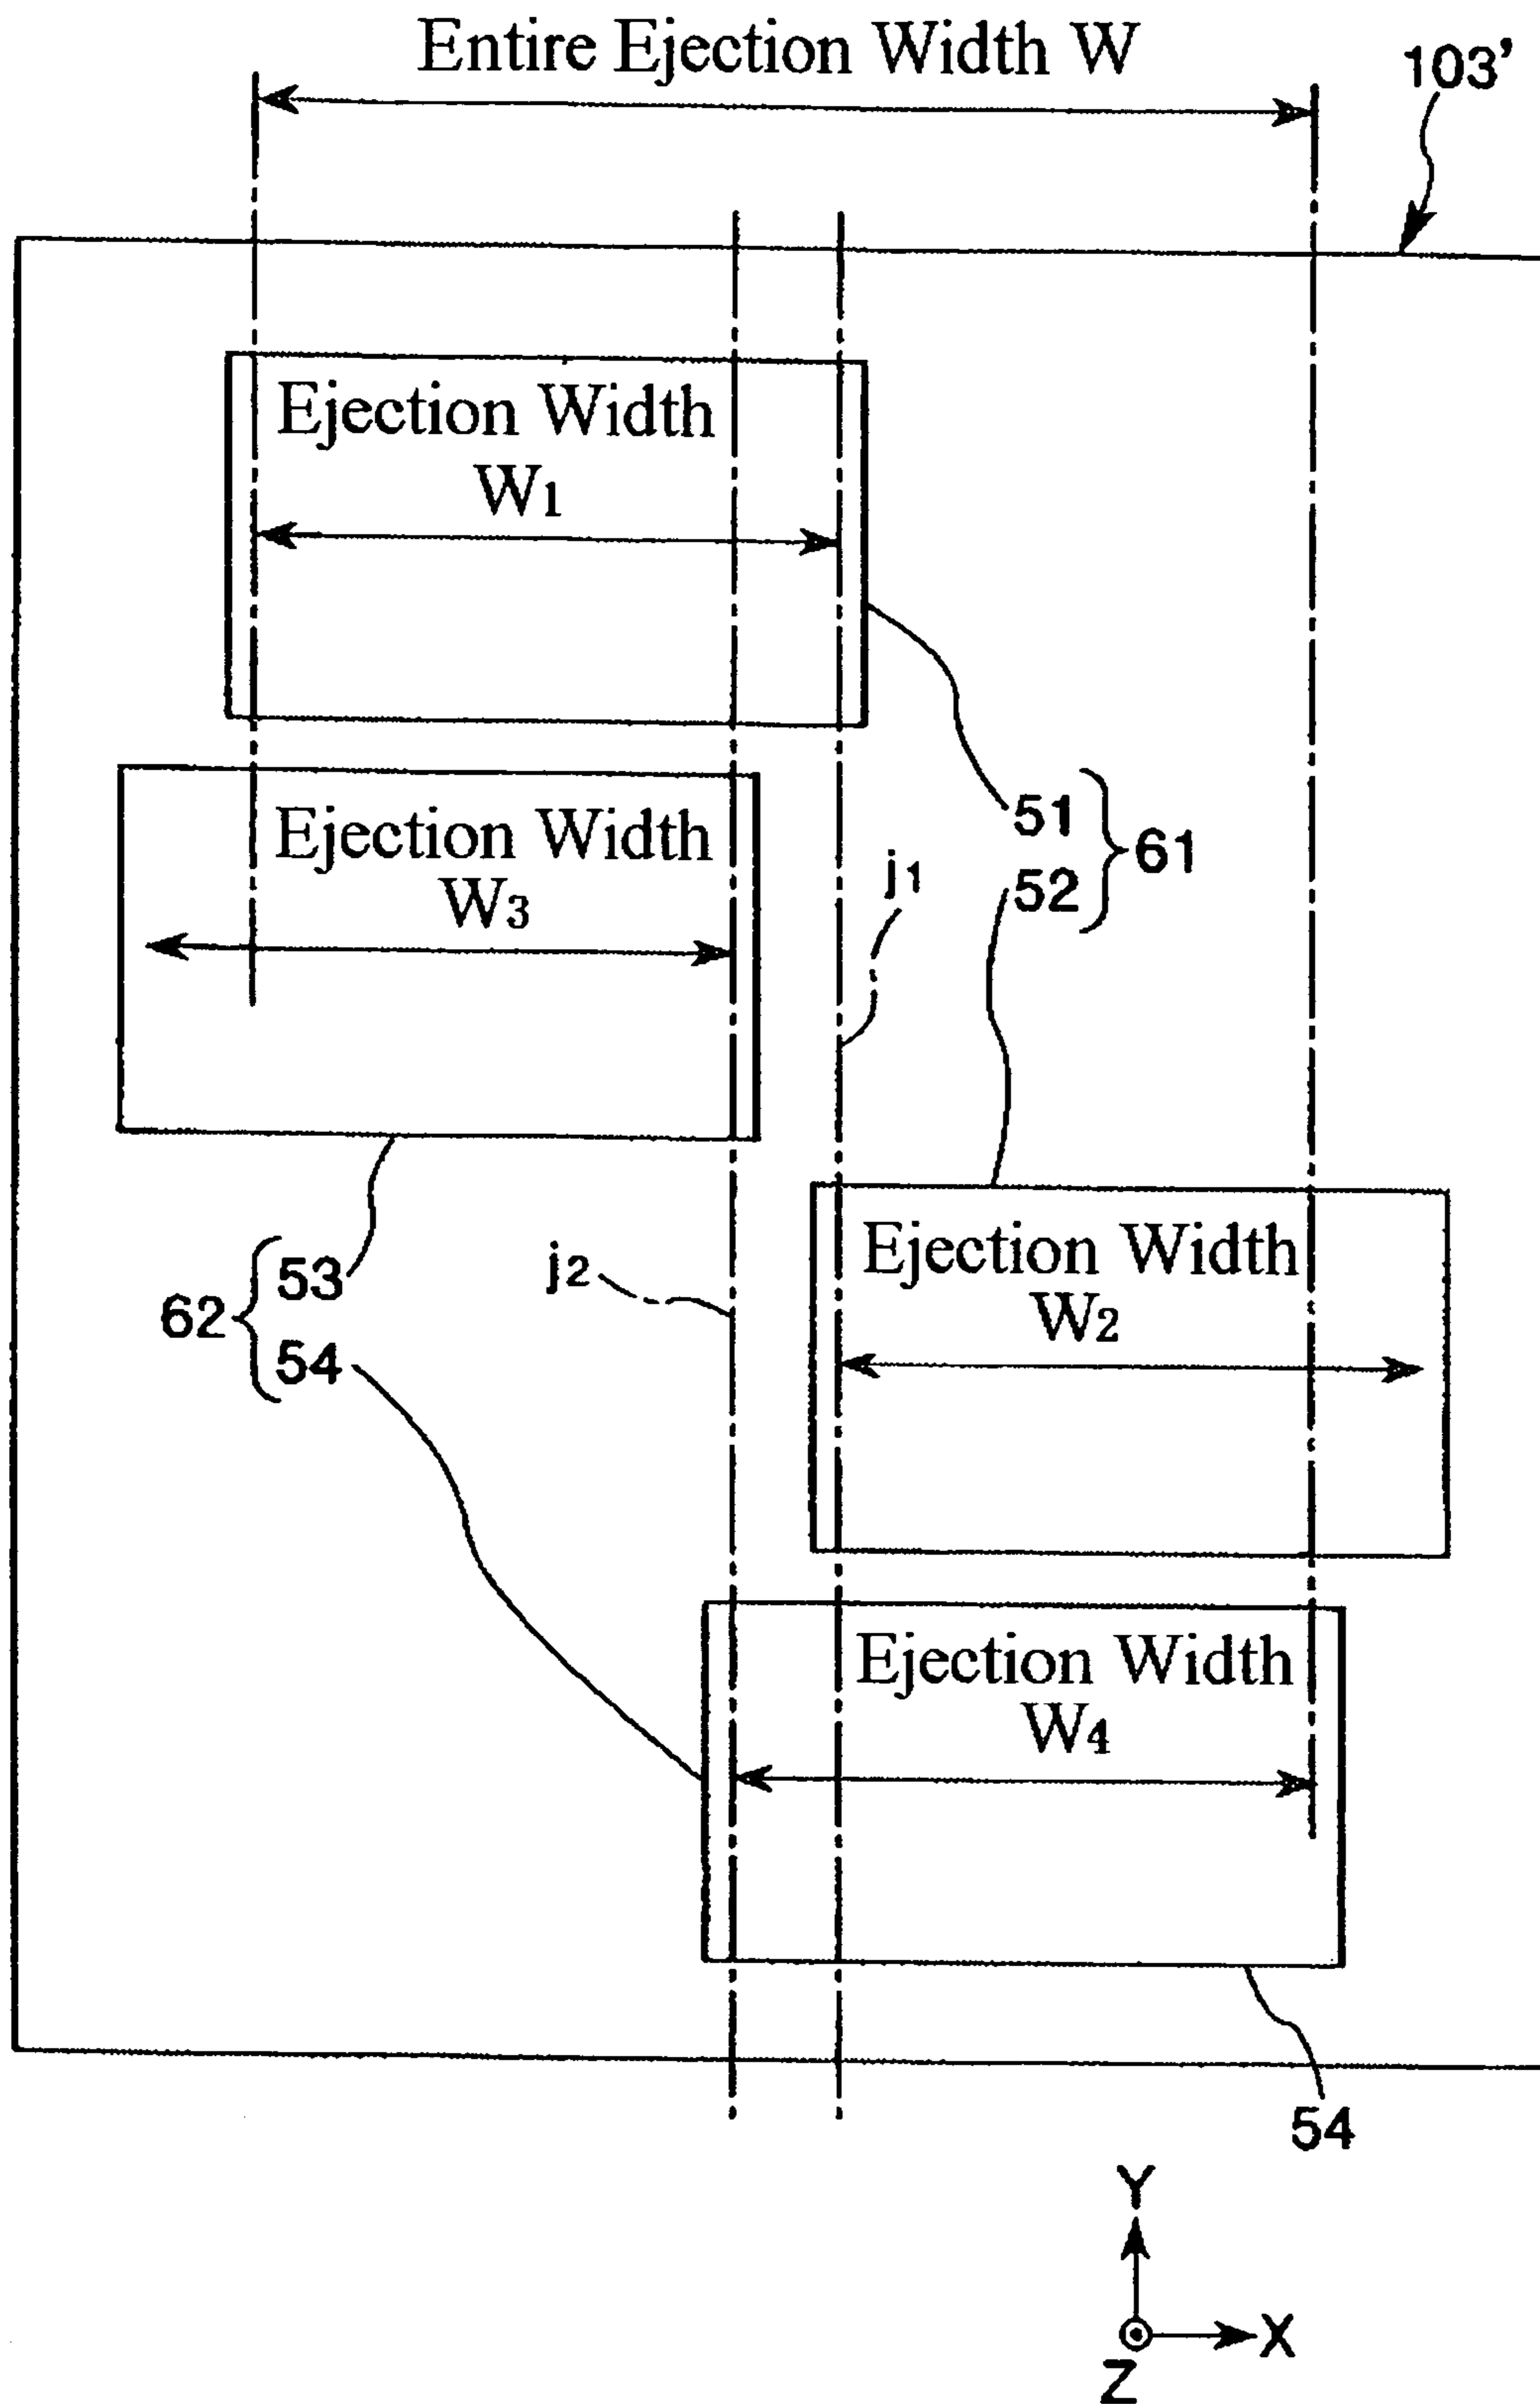 Entire Ejection Width W
103'
Ejection Width
W1
Ejection Width
W3
51
52
61
j1
Ejection Width
W2
53
54
62
j2
Ejection Width
W4
54
Y
X
Z